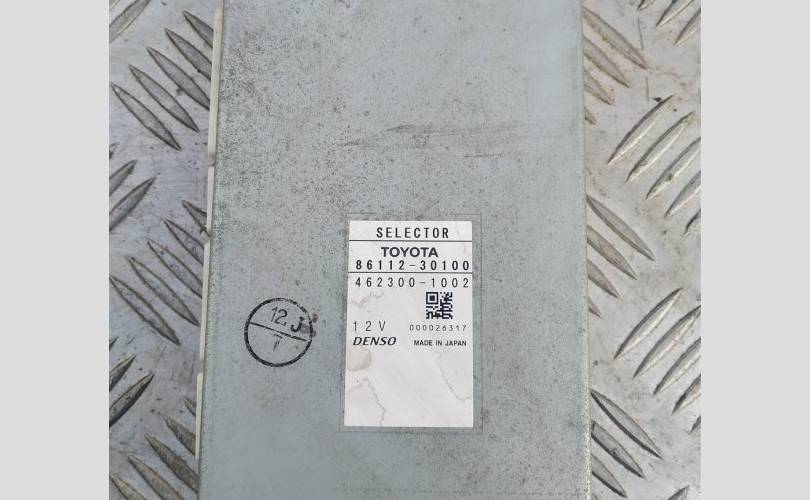 SELECTOR
TOYOTA
86112-30100
462300-1002
12V
000026317
DENSO
MADE IN JAPAN
12.J
7